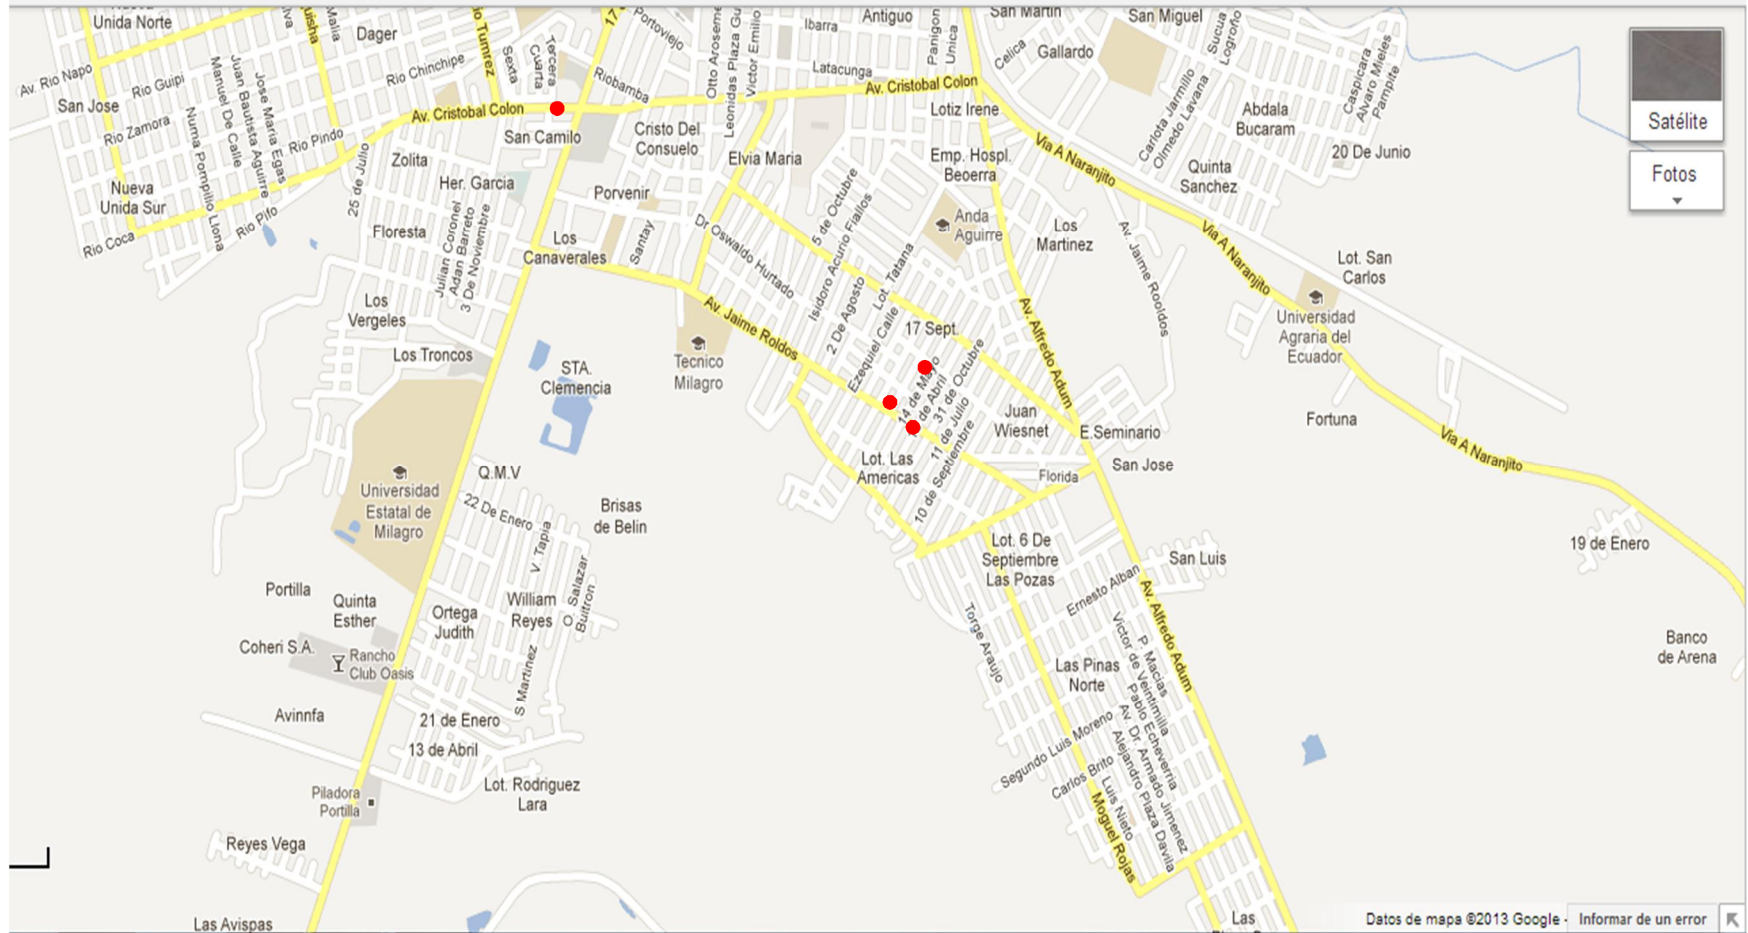 Unida Norte
Dager
Sexta
Cuarta
Tercera
Portoviejo
Ibarra
Antiguo
Panigon
Unica
San Martin
San Miguel
Sucua
Logroño
Gallardo
Celica
Caspicara
Alvaro Mieles
Pamplite
Satélite
Fotos
Av. Rio Napo
Rio Guipi
Rio Chinchipe
Riobamba
Latacunga
Otto Aroseme
Leonidas Plaza Gu
Victor Emilio
San Jose
Rio Zamora
Numa Pompillo Llona
Manuel De Calle
Juan Bautista Aguirre
Jose Maria Egas
Rio Pindo
Av. Cristobal Colon
Av. Cristobal Colon
San Camilo
Cristo Del
Consuelo
Lotiz Irene
Via A Naranjito
Carlota Jarmillo
Olmedo Lavana
Abdala
Bucaram
20 De Junio
Zolita
25 de Julio
Elvia Maria
Emp. Hospl.
Beoerra
Quinta
Sanchez
Nueva
Unida Sur
Her. Garcia
Porvenir
Rio Coca
Rio Pifo
Floresta
Julian Coronel
Adan Barreto
3 De Noviembre
Los
Canaverales
Santay
Dr Oswaldo Hurtado
5 de Octubre
Isidoro Acurio Fiallos
2 De Agosto
Lot. Tatana
Ezequiel Calle
Anda
Aguirre
Los
Martinez
Av. Jaime Rooldos
Via A Naranjito
Lot. San
Carlos
Los
Vergeles
Av. Jaime Roldos
17 Sept.
Av. Alfredo Adum
Universidad
Agraria del
Ecuador
Los Troncos
STA.
Clemencia
Tecnico
Milagro
14 de Mayo
de Abril
31 de Octubre
11 de Julio
10 de Septiembre
Juan
Wiesnet
E.Seminario
Fortuna
Lot. Las
Americas
Florida
San Jose
Via A Naranjito
Q.M.V
Universidad
Estatal de
Milagro
22 De Enero
V. Tapia
Brisas
de Belin
Lot. 6 De
Septiembre
Las Pozas
San Luis
19 de Enero
Portilla
Quinta
Esther
Ortega
Judith
William
Reyes
O. Salazar
Buitron
Ernesto Alban
Av. Alfredo Adum
Coheri S.A.
Rancho
Club Oasis
S Martinez
Torge Araujo
Las Pinas
Norte
P. Macias
Victor de Veintimilla
Pablo Echeverria
Av. Dr. Armado Jimenez
Alejandro Plaza Davila
Banco
de Arena
Avinnfa
21 de Enero
13 de Abril
Segundo Luis Moreno
Carlos Brito
Luis Nieto
Moguel Rojas
Lot. Rodriguez
Lara
Piladora
Portilla
Reyes Vega
Las Avispas
Las
Datos de mapa ©2013 Google -
Informar de un error